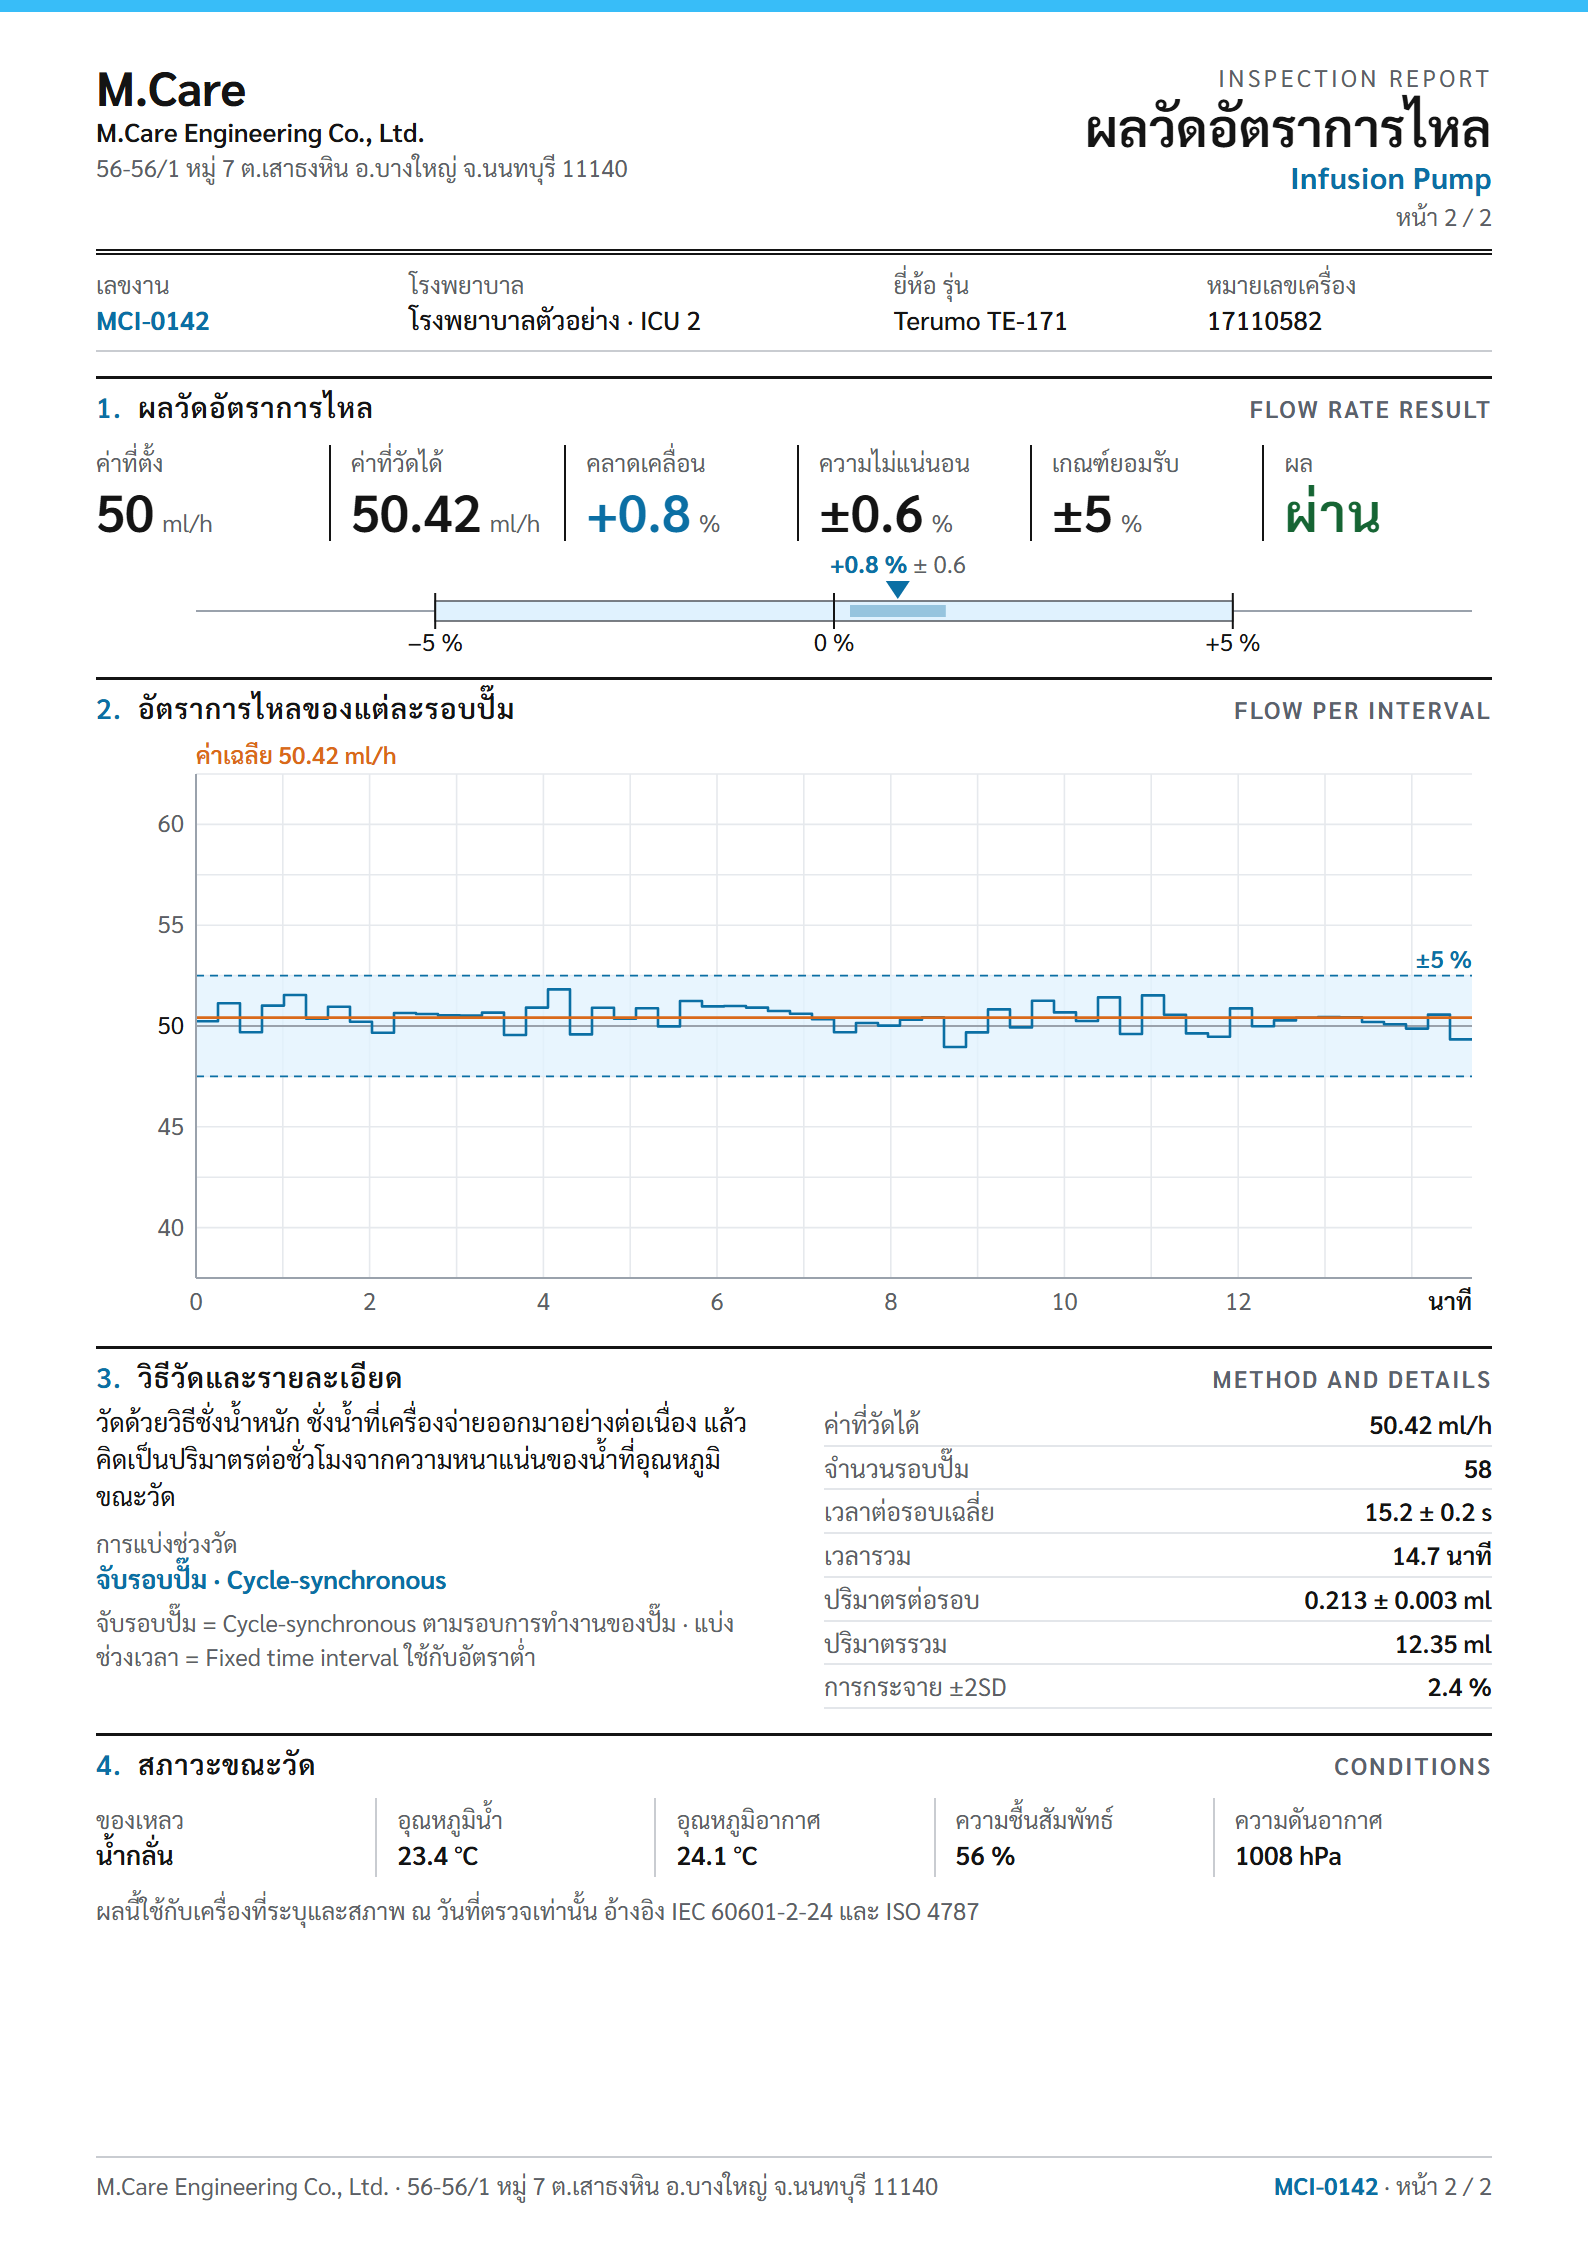 M.Care
M.Care Engineering Co., Ltd.
56-56/1 หมู่ 7 ต.เสาธงหิน อ.บางใหญ่ จ.นนทบุรี 11140
INSPECTION REPORT
ผลวัดอัตราการไหล
Infusion Pump
หน้า 2 / 2
เลขงาน โรงพยาบาล ยี่ห้อ รุ่น หมายเลขเครื่อง
MCI-0142 โรงพยาบาลตัวอย่าง · ICU 2 Terumo TE-171 17110582
1. ผลวัดอัตราการไหล FLOW RATE RESULT
ค่าที่ตั้ง ค่าที่วัดได้ คลาดเคลื่อน ความไม่แน่นอน เกณฑ์ยอมรับ ผล
50 ml/h 50.42 ml/h +0.8 % ±0.6 % ±5 % ผ่าน
+0.8 % ± 0.6
−5 % 0 % +5 %
2. อัตราการไหลของแต่ละรอบปั๊ม FLOW PER INTERVAL
ค่าเฉลี่ย 50.42 ml/h
60
55
±5 %
50
45
40
0 2 4 6 8 10 12 นาที
3. วิธีวัดและรายละเอียด METHOD AND DETAILS
วัดด้วยวิธีชั่งน้ำหนัก ชั่งน้ำที่เครื่องจ่ายออกมาอย่างต่อเนื่อง แล้ว
คิดเป็นปริมาตรต่อชั่วโมงจากความหนาแน่นของน้ำที่อุณหภูมิ
ขณะวัด
การแบ่งช่วงวัด
จับรอบปั๊ม · Cycle-synchronous
จับรอบปั๊ม = Cycle-synchronous ตามรอบการทำงานของปั๊ม · แบ่ง
ช่วงเวลา = Fixed time interval ใช้กับอัตราต่ำ
ค่าที่วัดได้ 50.42 ml/h
จำนวนรอบปั๊ม 58
เวลาต่อรอบเฉลี่ย 15.2 ± 0.2 s
เวลารวม 14.7 นาที
ปริมาตรต่อรอบ 0.213 ± 0.003 ml
ปริมาตรรวม 12.35 ml
การกระจาย ±2SD 2.4 %
4. สภาวะขณะวัด CONDITIONS
ของเหลว อุณหภูมิน้ำ อุณหภูมิอากาศ ความชื้นสัมพัทธ์ ความดันอากาศ
น้ำกลั่น 23.4 °C 24.1 °C 56 % 1008 hPa
ผลนี้ใช้กับเครื่องที่ระบุและสภาพ ณ วันที่ตรวจเท่านั้น อ้างอิง IEC 60601-2-24 และ ISO 4787
M.Care Engineering Co., Ltd. · 56-56/1 หมู่ 7 ต.เสาธงหิน อ.บางใหญ่ จ.นนทบุรี 11140 MCI-0142 · หน้า 2 / 2